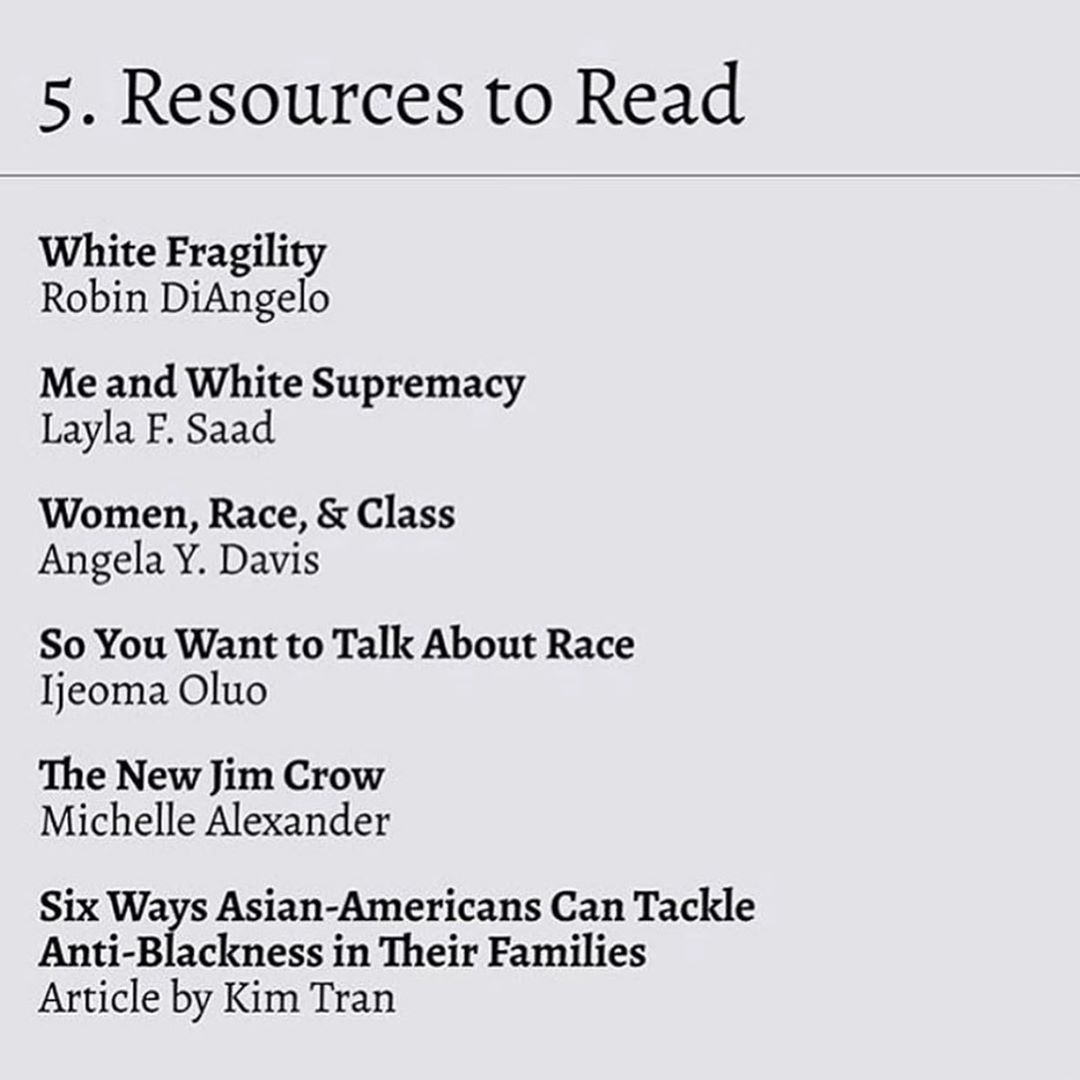 5. Resources to Read
White Fragility
Robin DiAngelo
Me and White Supremacy
Layla F. Saad
Women, Race, & Class
Angela Y. Davis
So You Want to Talk About Race
Ijeoma Oluo
The New Jim Crow
Michelle Alexander
Six Ways Asian-Americans Can Tackle
Anti-Blackness in Their Families
Article by Kim Tran